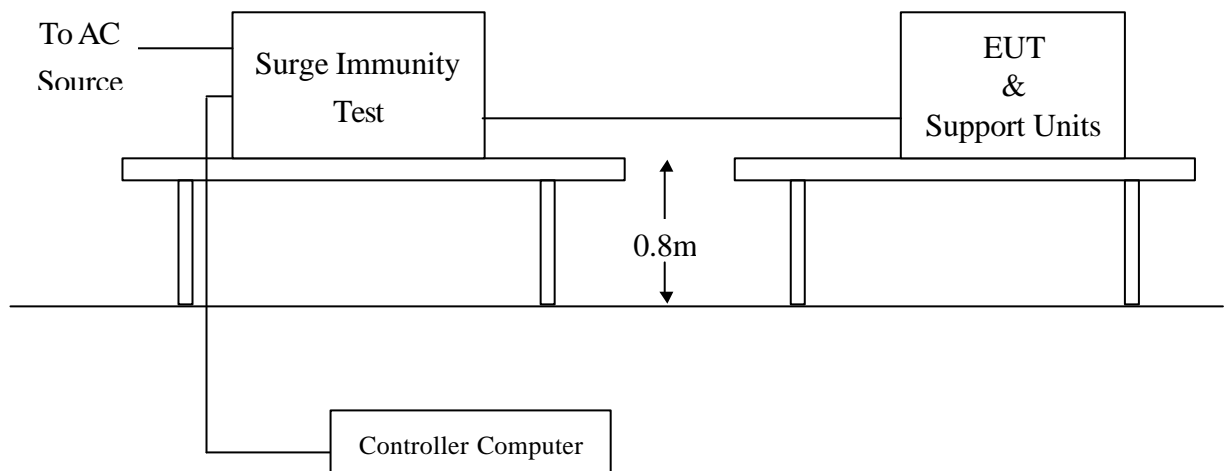 To AC
Source
Surge Immunity
Test
EUT
&
Support Units
0.8m
Controller Computer